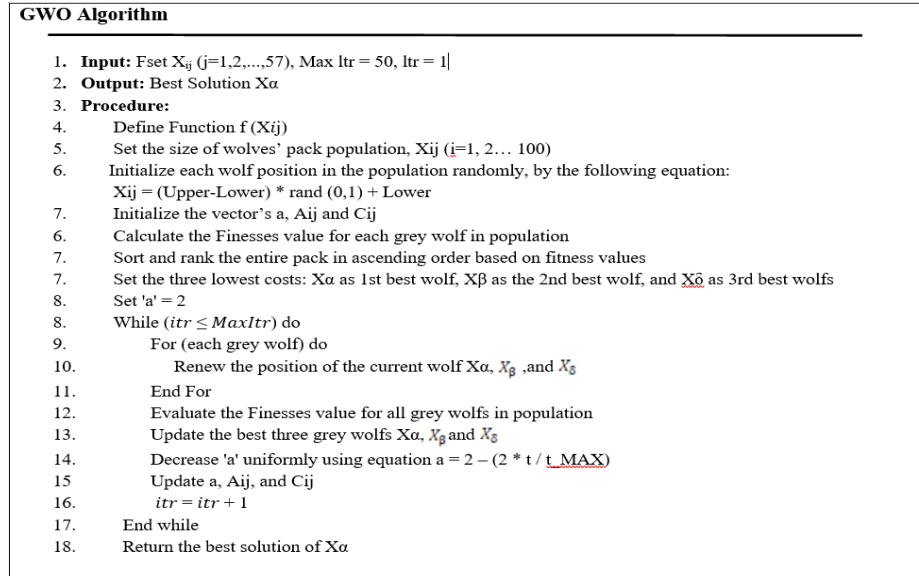 GWO Algorithm
1. Input: Fset Xij (j=1,2,...,57), Max ltr = 50, ltr = 1
2. Output: Best Solution Xα
3. Procedure:
4. Define Function f (Xij)
5. Set the size of wolves' pack population, Xij (i=1, 2… 100)
6. Initialize each wolf position in the population randomly, by the following equation:
Xij = (Upper-Lower) * rand (0,1) + Lower
7. Initialize the vector's a, Aij and Cij
6. Calculate the Finesses value for each grey wolf in population
7. Sort and rank the entire pack in ascending order based on fitness values
7. Set the three lowest costs: Xα as 1st best wolf, Xβ as the 2nd best wolf, and Xô as 3rd best wolfs
8. Set 'a' = 2
8. While (itr ≤ MaxItr) do
9. For (each grey wolf) do
10. Renew the position of the current wolf Xα, Xβ ,and Xδ
11. End For
12. Evaluate the Finesses value for all grey wolfs in population
13. Update the best three grey wolfs Xα, Xβ and Xδ
14. Decrease 'a' uniformly using equation a = 2 – (2 * t / t_MAX)
15 Update a, Aij, and Cij
16. itr = itr + 1
17. End while
18. Return the best solution of Xα